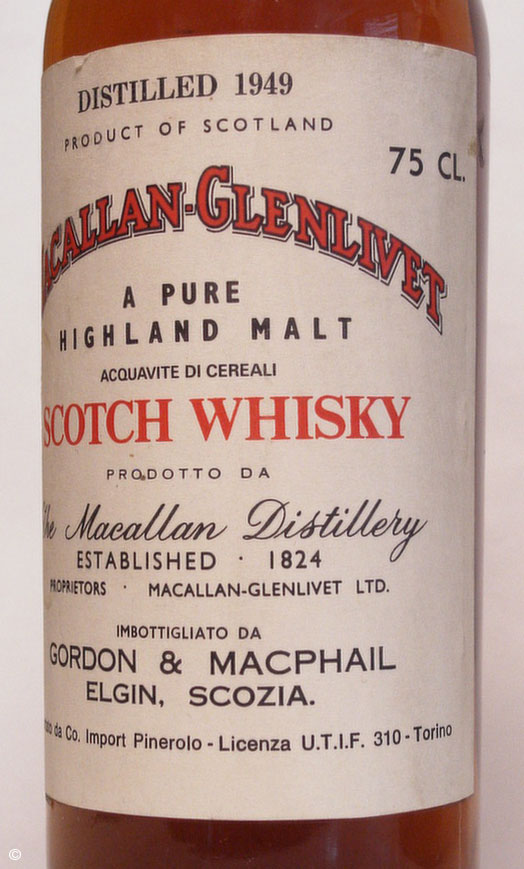 DISTILLED 1949
PRODUCT OF SCOTLAND
75 CL.
MACALLAN-GLENLIVET
A PURE
HIGHLAND MALT
ACQUAVITE DI CEREALI
SCOTCH WHISKY
PRODOTTO DA
The Macallan Distillery
ESTABLISHED · 1824
PROPRIETORS · MACALLAN-GLENLIVET LTD.
IMBOTTIGLIATO DA
GORDON & MACPHAIL
ELGIN, SCOZIA.
da Co. Import Pinerolo - Licenza U.T.I.F. 310 - Torino
©